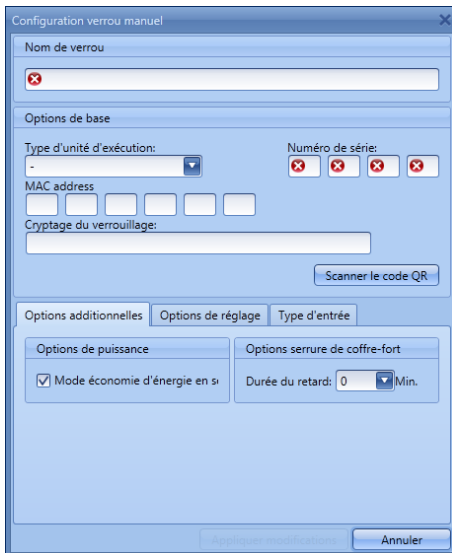 Configuration verrou manuel
Nom de verrou
Options de base
Type d'unité d'exécution: Numéro de série:
-
MAC address
Cryptage du verrouillage:
Scanner le code QR
Options additionnelles Options de réglage Type d'entrée
Options de puissance Options serrure de coffre-fort
Mode économie d'énergie en Durée du retard: 0 Min.
Appliquer modifications Annuler